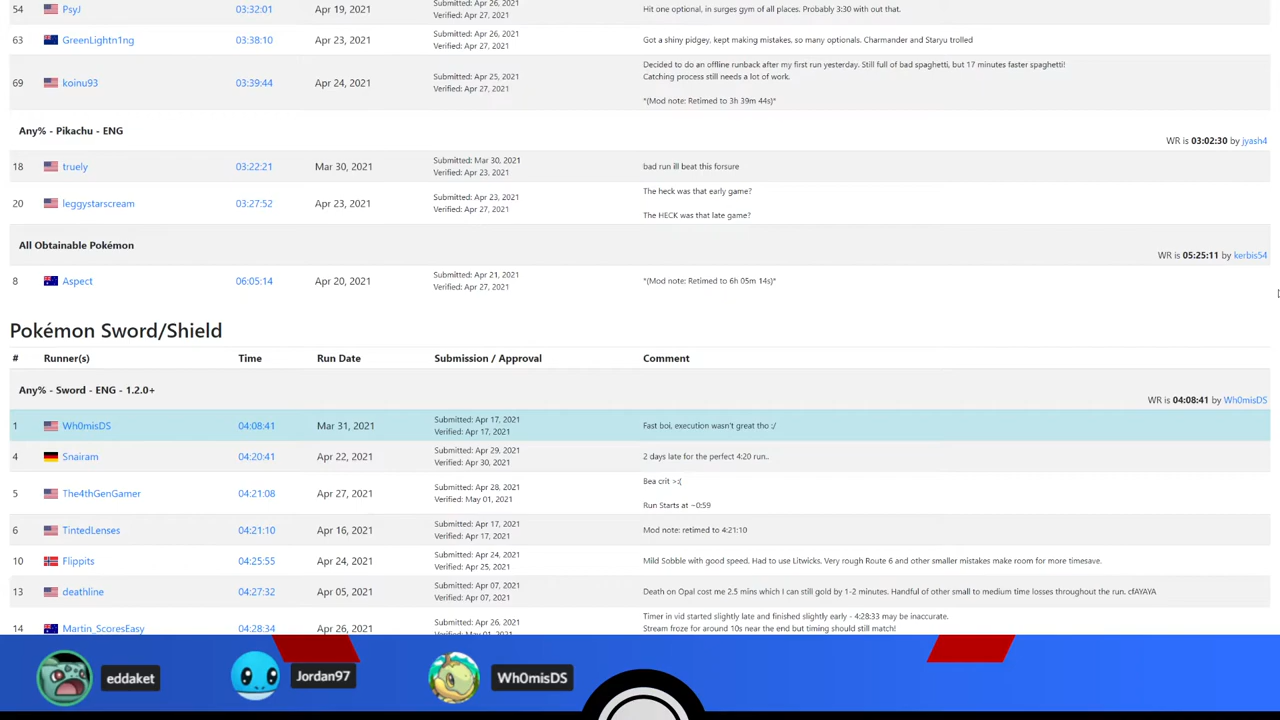 54 PsyJ 03:32:01 Apr 19, 2021 Submitted: Apr 26, 2021 Hit one optional, in surges gym of all places. Probably 3:30 with out that.
Verified: Apr 27, 2021
63 GreenLightn1ng 03:38:10 Apr 23, 2021 Submitted: Apr 26, 2021 Got a shiny pidgey, kept making mistakes, so many optionals. Charmander and Staryu trolled
Verified: Apr 27, 2021
69 koinu93 03:39:44 Apr 24, 2021 Submitted: Apr 25, 2021 Decided to do an offline runback after my first run yesterday. Still full of bad spaghetti, but 17 minutes faster spaghetti!
Verified: Apr 27, 2021 Catching process still needs a lot of work.
*(Mod note: Retimed to 3h 39m 44s)*
Any% - Pikachu - ENG
WR is 03:02:30 by jyash4
18 truely 03:22:21 Mar 30, 2021 Submitted: Mar 30, 2021 bad run ill beat this forsure
Verified: Apr 23, 2021
20 leggystarscream 03:27:52 Apr 23, 2021 Submitted: Apr 23, 2021 The heck was that early game?
Verified: Apr 27, 2021 The HECK was that late game?
All Obtainable Pokémon
WR is 05:25:11 by kerbis54
8 Aspect 06:05:14 Apr 20, 2021 Submitted: Apr 21, 2021 *(Mod note: Retimed to 6h 05m 14s)*
Verified: Apr 27, 2021
Pokémon Sword/Shield
# Runner(s) Time Run Date Submission / Approval Comment
Any% - Sword - ENG - 1.2.0+
WR is 04:08:41 by Wh0misDS
1 Wh0misDS 04:08:41 Mar 31, 2021 Submitted: Apr 17, 2021 Fast boi, execution wasn't great tho :/
Verified: Apr 17, 2021
4 Snairam 04:20:41 Apr 22, 2021 Submitted: Apr 29, 2021 2 days late for the perfect 4:20 run..
Verified: Apr 30, 2021
5 The4thGenGamer 04:21:08 Apr 27, 2021 Submitted: Apr 28, 2021 Bea crit >:(
Verified: May 01, 2021 Run Starts at ~0:59
6 TintedLenses 04:21:10 Apr 16, 2021 Submitted: Apr 17, 2021 Mod note: retimed to 4:21:10
Verified: Apr 17, 2021
10 Flippits 04:25:55 Apr 24, 2021 Submitted: Apr 24, 2021 Mild Sobble with good speed. Had to use Litwicks. Very rough Route 6 and other smaller mistakes make room for more timesave.
Verified: Apr 25, 2021
13 deathline 04:27:32 Apr 05, 2021 Submitted: Apr 07, 2021 Death on Opal cost me 2.5 mins which I can still gold by 1-2 minutes. Handful of other small to medium time losses throughout the run. cfAYAYA
Verified: Apr 07, 2021
14 Martin_ScoresEasy 04:28:34 Apr 26, 2021 Submitted: Apr 26, 2021 Timer in vid started slightly late and finished slightly early - 4:28:33 may be inaccurate.
Verified: May 01, 2021 Stream froze for around 10s near the end but timing should still match!
eddaket Jordan97 Wh0misDS